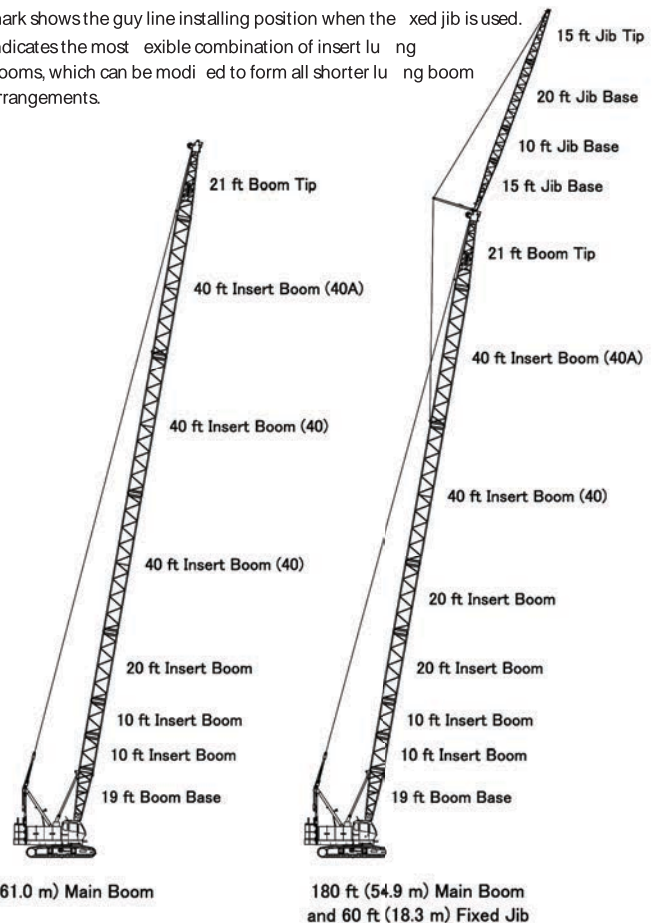 mark shows the guy line installing position when the xed jib is used.
ndicates the most exible combination of insert lu ng
ooms, which can be modi ed to form all shorter lu ng boom
rrangements.
21 ft Boom Tip
40 ft Insert Boom (40A)
40 ft Insert Boom (40)
40 ft Insert Boom (40)
20 ft Insert Boom
10 ft Insert Boom
10 ft Insert Boom
19 ft Boom Base
61.0 m) Main Boom
15 ft Jib Tip
20 ft Jib Base
10 ft Jib Base
15 ft Jib Base
21 ft Boom Tip
40 ft Insert Boom (40A)
40 ft Insert Boom (40)
20 ft Insert Boom
20 ft Insert Boom
10 ft Insert Boom
10 ft Insert Boom
19 ft Boom Base
180 ft (54.9 m) Main Boom
and 60 ft (18.3 m) Fixed Jib